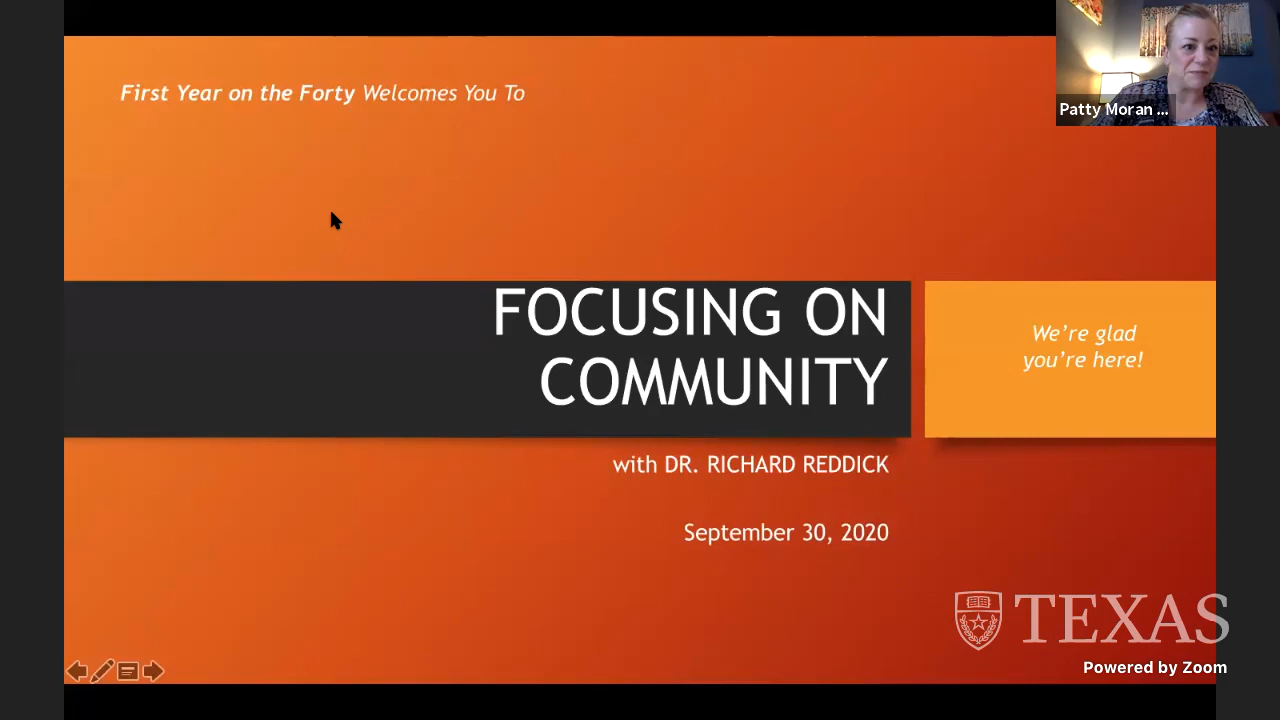 First Year on the Forty Welcomes You To
Patty Moran ...
FOCUSING ON
COMMUNITY
We're glad
you're here!
with DR. RICHARD REDDICK
September 30, 2020
TEXAS
Powered by Zoom